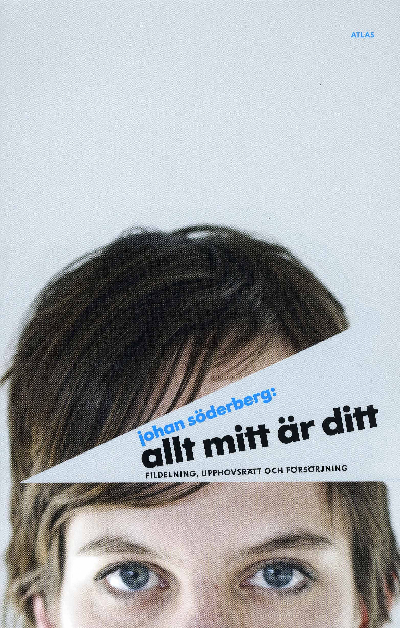 ATLAS
johan söderberg:
allt mitt är ditt
FILDELNING, UPPHOVSRÄTT OCH FÖRSÖRJNING